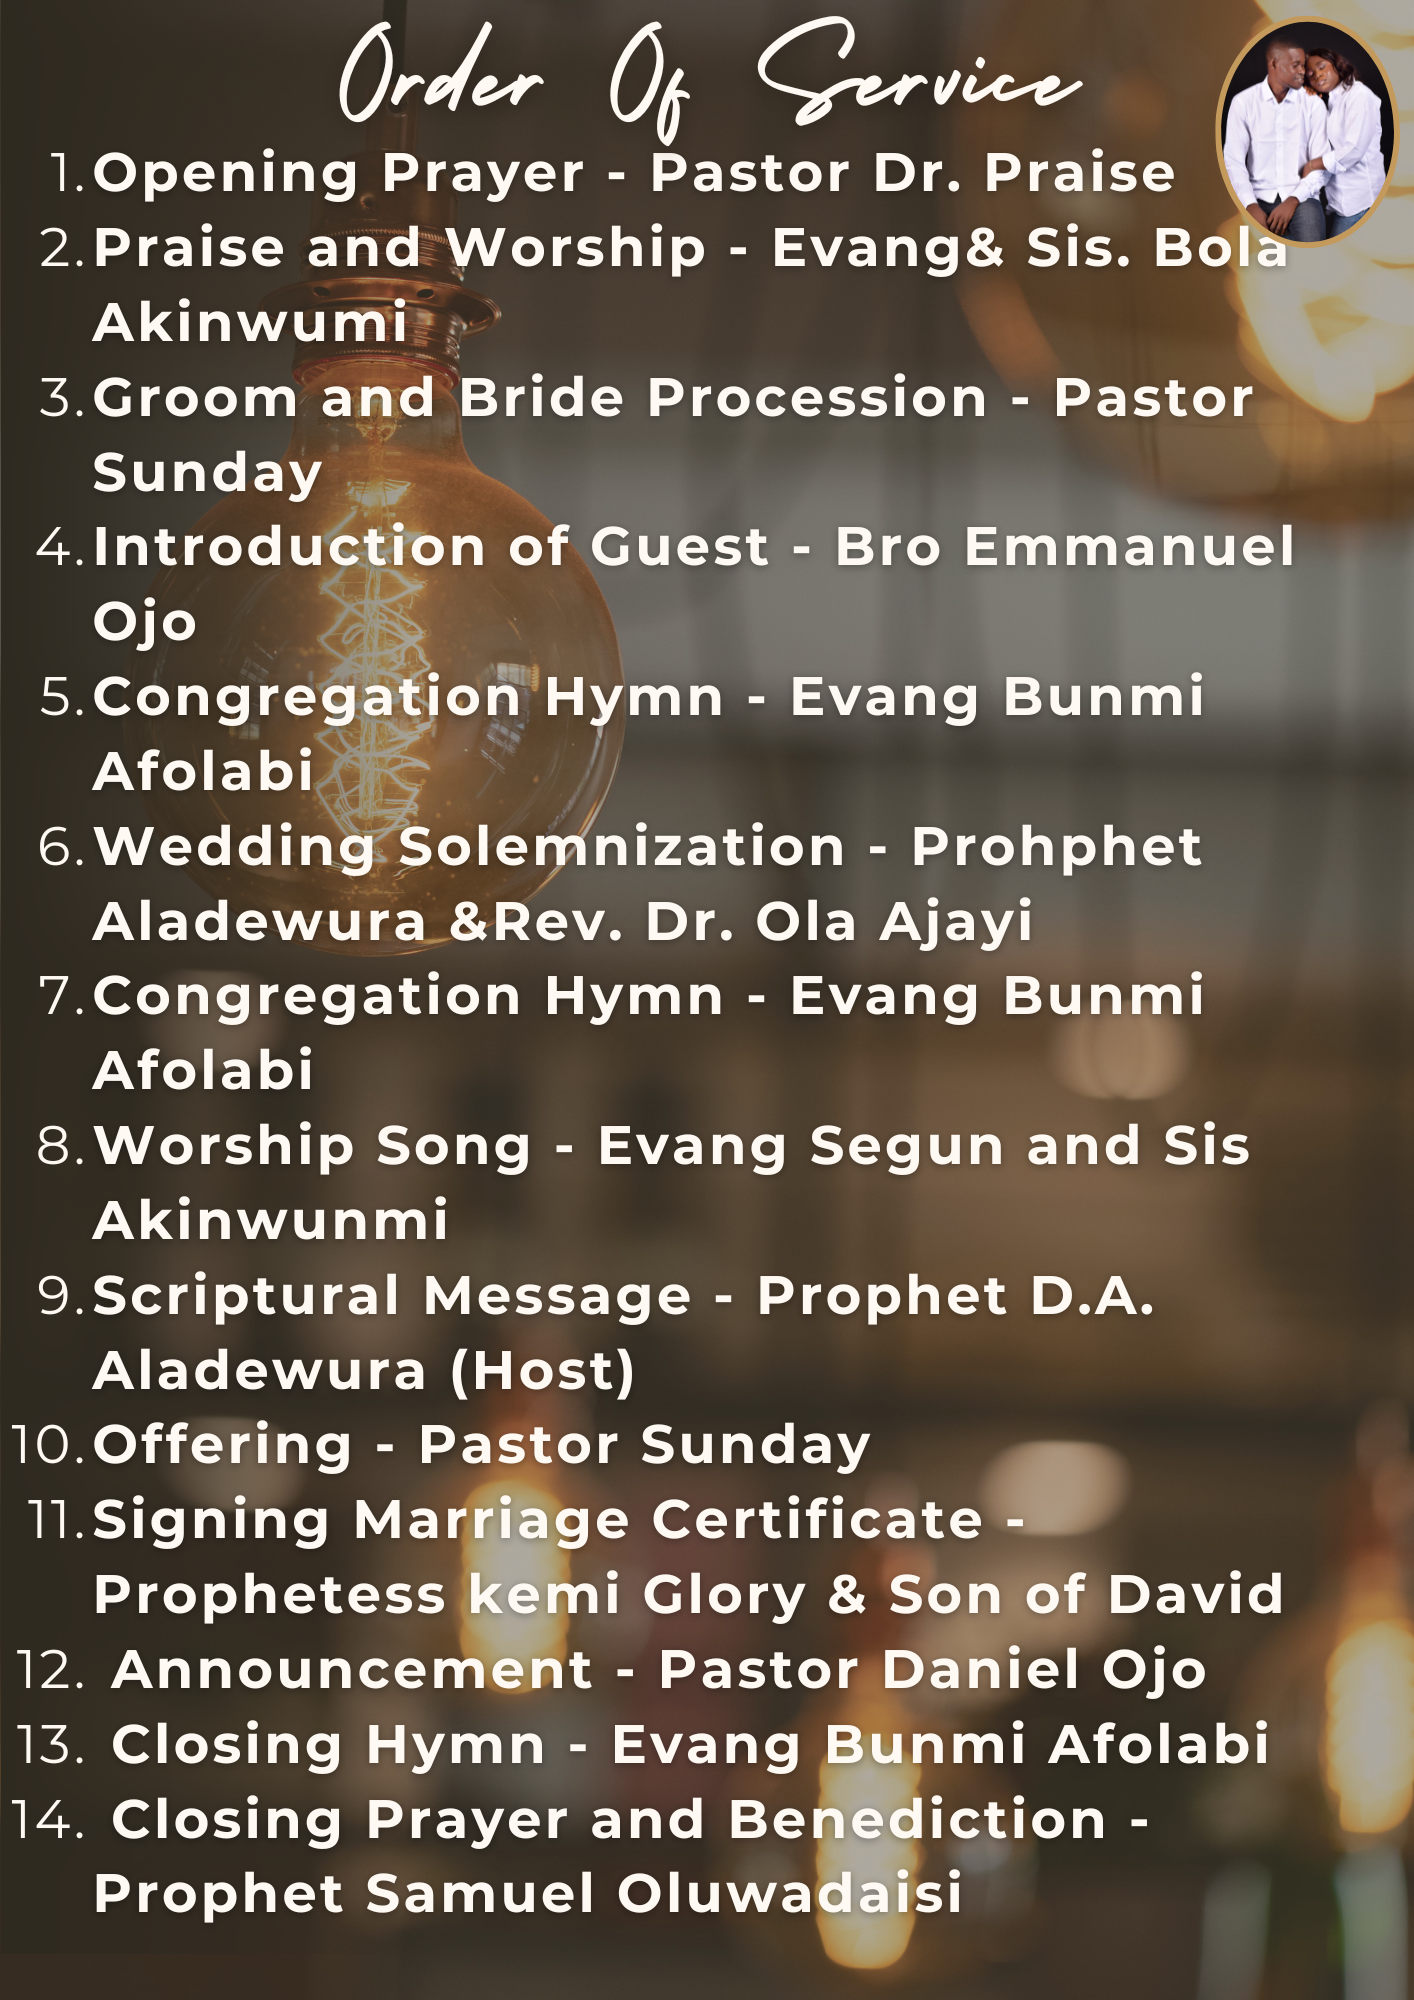 Order Of Service
1. Opening Prayer - Pastor Dr. Praise
2. Praise and Worship - Evang& Sis. Bola
Akinwumi
3. Groom and Bride Procession - Pastor
Sunday
4. Introduction of Guest - Bro Emmanuel
Ojo
5. Congregation Hymn - Evang Bunmi
Afolabi
6. Wedding Solemnization - Prohphet
Aladewura &Rev. Dr. Ola Ajayi
7. Congregation Hymn - Evang Bunmi
Afolabi
8. Worship Song - Evang Segun and Sis
Akinwunmi
9. Scriptural Message - Prophet D.A.
Aladewura (Host)
10. Offering - Pastor Sunday
11. Signing Marriage Certificate -
Prophetess kemi Glory & Son of David
12. Announcement - Pastor Daniel Ojo
13. Closing Hymn - Evang Bunmi Afolabi
14. Closing Prayer and Benediction -
Prophet Samuel Oluwadaisi